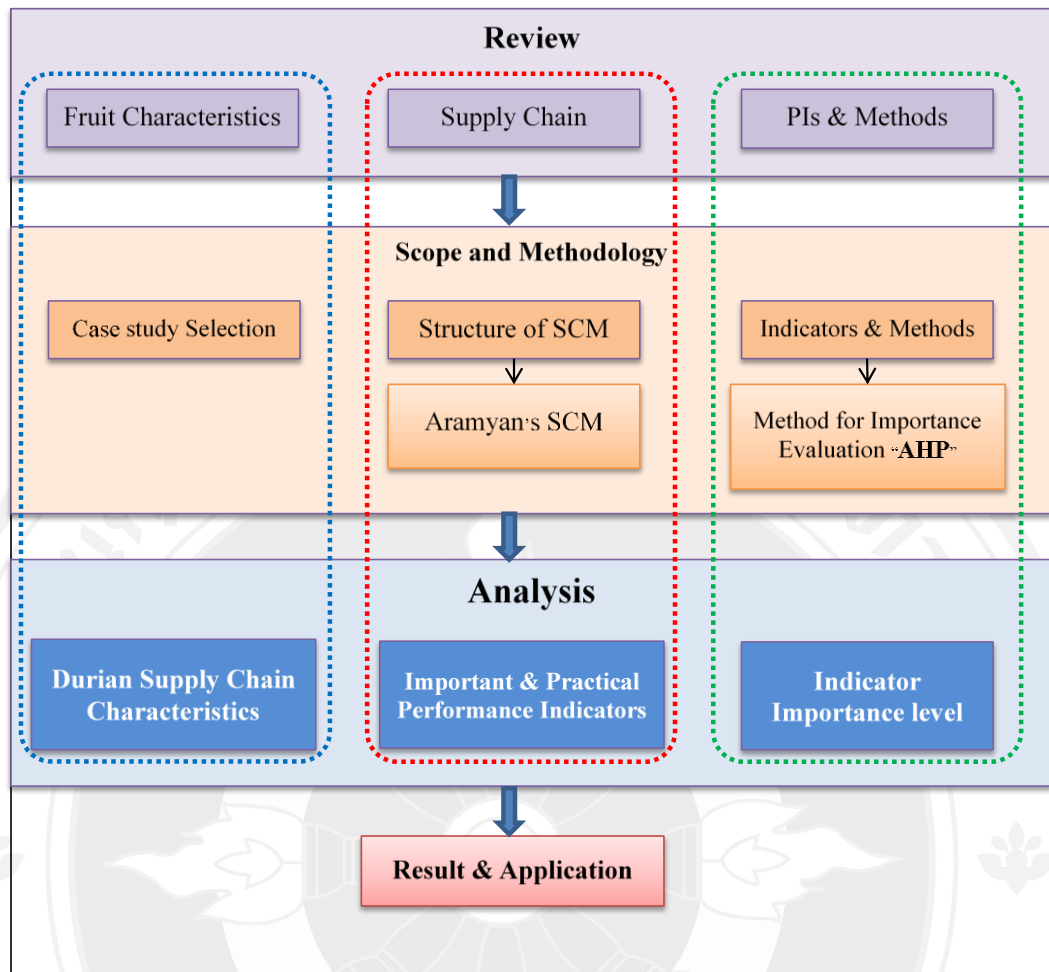 Review
Fruit Characteristics
Supply Chain
PIs & Methods
Scope and Methodology
Case study Selection
Structure of SCM
Indicators & Methods
Aramyan's SCM
Method for Importance
Evaluation “AHP”
Analysis
Durian Supply Chain
Characteristics
Important & Practical
Performance Indicators
Indicator
Importance level
Result & Application